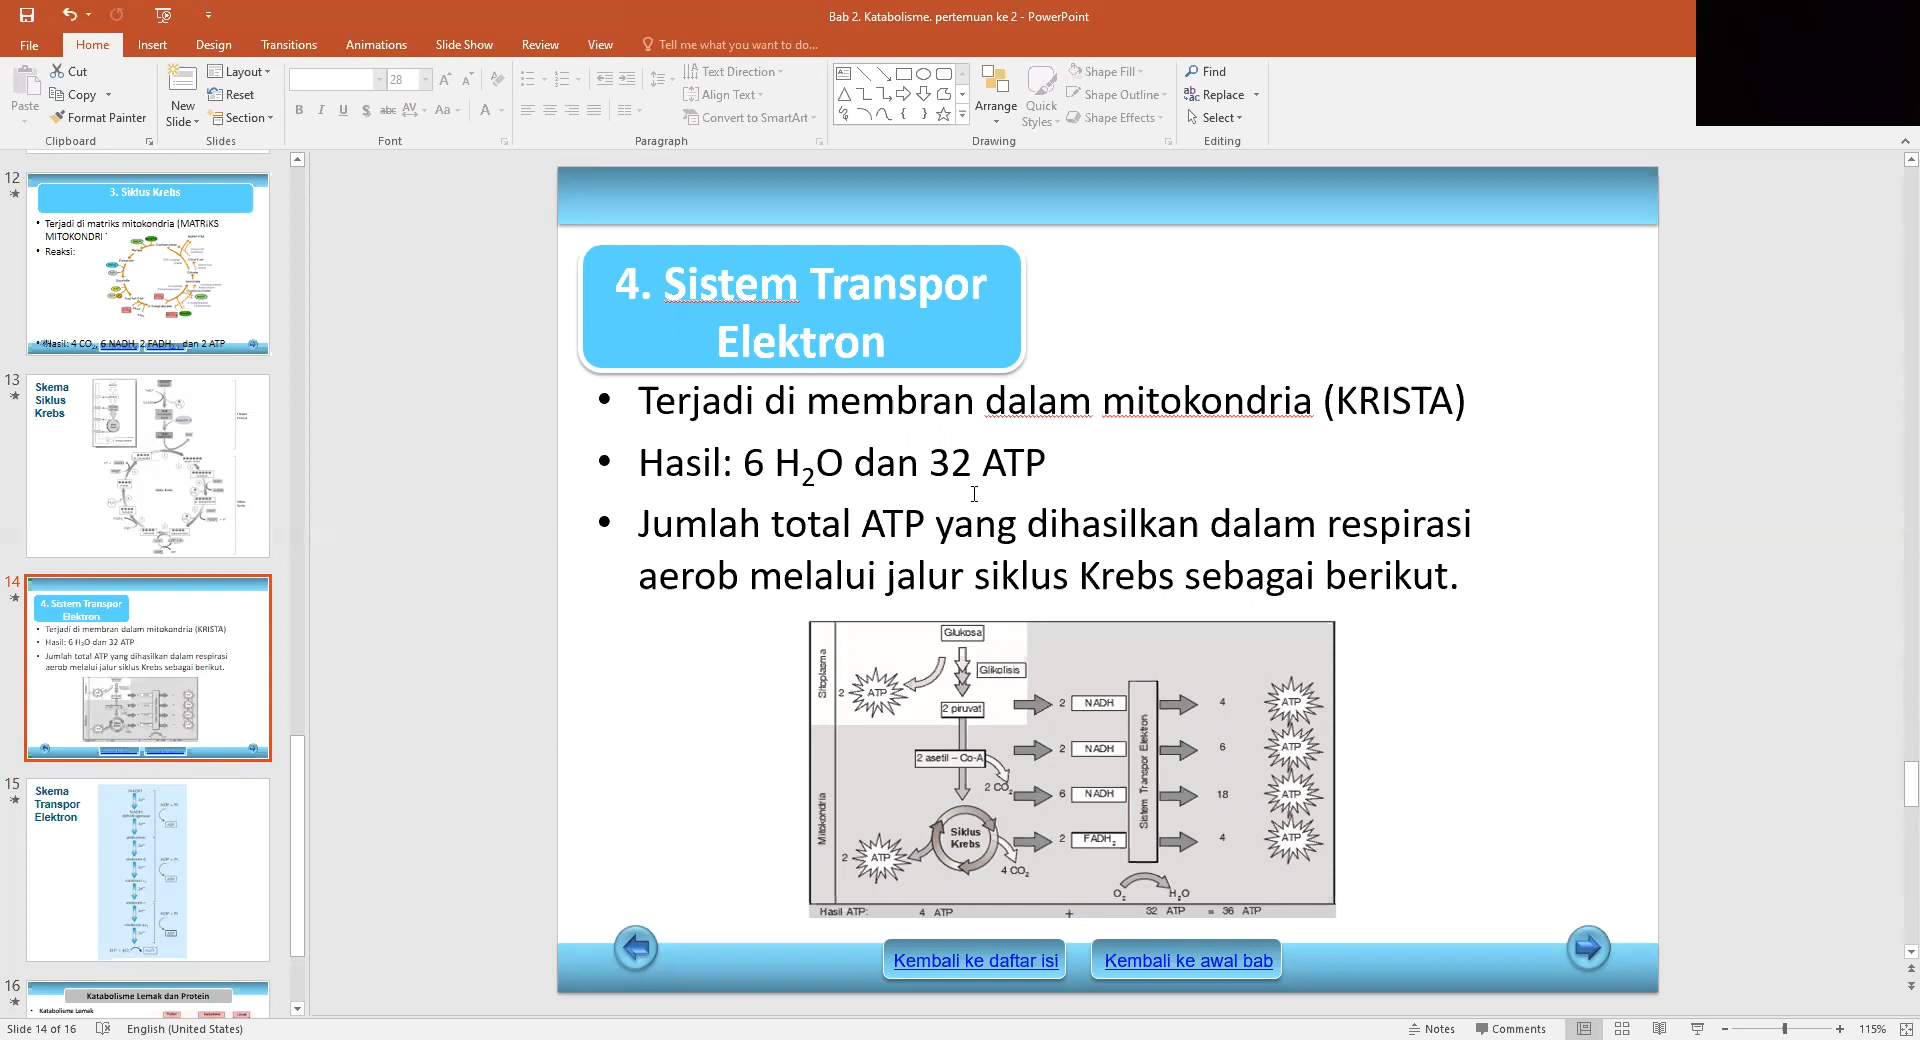 Bab 2. Katabolisme. pertemuan ke 2 - PowerPoint
File Home Insert Design Transitions Animations Slide Show Review View Tell me what you want to do...
Paste
Cut
Copy
Format Painter
Clipboard
New
Slide
Layout
Reset
Section
Slides
28
B I U S abc AV Aa A
Font
Text Direction
Align Text
Convert to SmartArt
Paragraph
Arrange
Quick
Styles
Shape Fill
Shape Outline
Shape Effects
Drawing
Find
Replace
Select
Editing
12
3. Siklus Krebs
• Terjadi di matriks mitokondria (MATRIKS
MITOKONDRI
• Reaksi:
Hasil: 4 CO2, 6 NADH, 2 FADH2, dan 2 ATP
13
Skema
Siklus
Krebs
14
4. Sistem Transpor
Elektron
• Terjadi di membran dalam mitokondria (KRISTA)
• Hasil: 6 H₂O dan 32 ATP
• Jumlah total ATP yang dihasilkan dalam respirasi
aerob melalui jalur siklus Krebs sebagai berikut.
15
Skema
Transpor
Elektron
16
Katabolisme Lemak dan Protein
• Katabolisme Lemak
4. Sistem Transpor
Elektron
• Terjadi di membran dalam mitokondria (KRISTA)
• Hasil: 6 H₂O dan 32 ATP
• Jumlah total ATP yang dihasilkan dalam respirasi
aerob melalui jalur siklus Krebs sebagai berikut.
Sitoplasma
Glukosa
Glikolisis
2 ATP
2 piruvat
2 NADH
4 ATP
Mitokondria
2 asetil – Co-A
2 CO₂
2 NADH
6 ATP
6 NADH
18 ATP
Siklus
Krebs
2 ATP
4 CO₂
2 FADH₂
4 ATP
Sistem Transpor Elektron
O₂ H₂O
Hasil ATP: 4 ATP + 32 ATP = 36 ATP
Kembali ke daftar isi
Kembali ke awal bab
Slide 14 of 16 English (United States) Notes Comments 115%